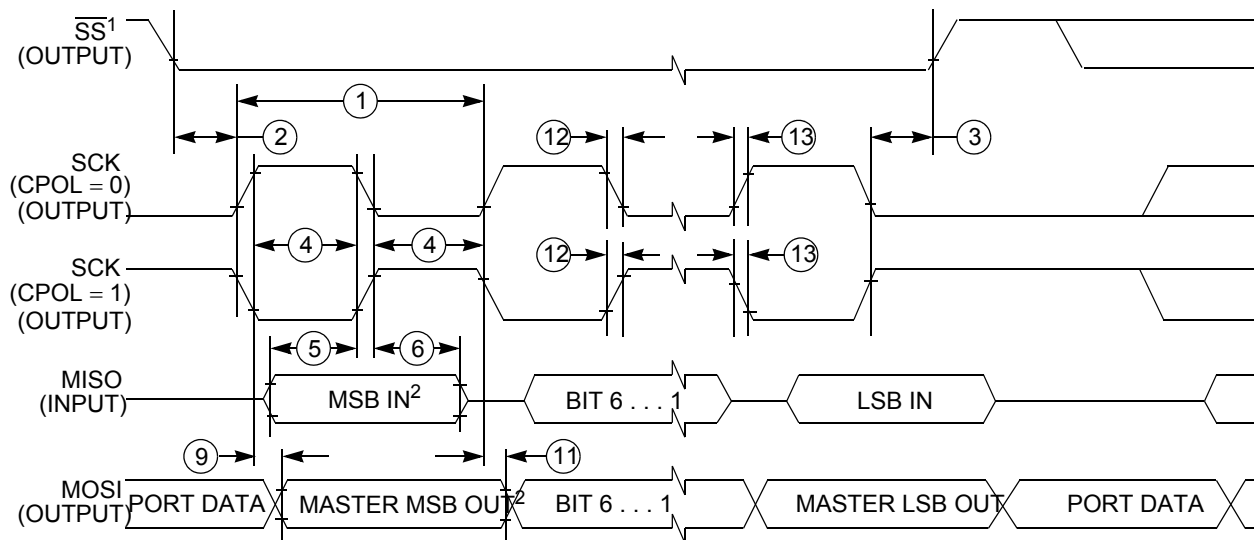 SS¹
(OUTPUT)
1
2
12
13
3
SCK
(CPOL = 0)
(OUTPUT)
4
4
12
13
SCK
(CPOL = 1)
(OUTPUT)
5
6
MISO
(INPUT)
MSB IN²
BIT 6 . . . 1
LSB IN
9
11
MOSI
(OUTPUT)
PORT DATA
MASTER MSB OUT²
BIT 6 . . . 1
MASTER LSB OUT
PORT DATA